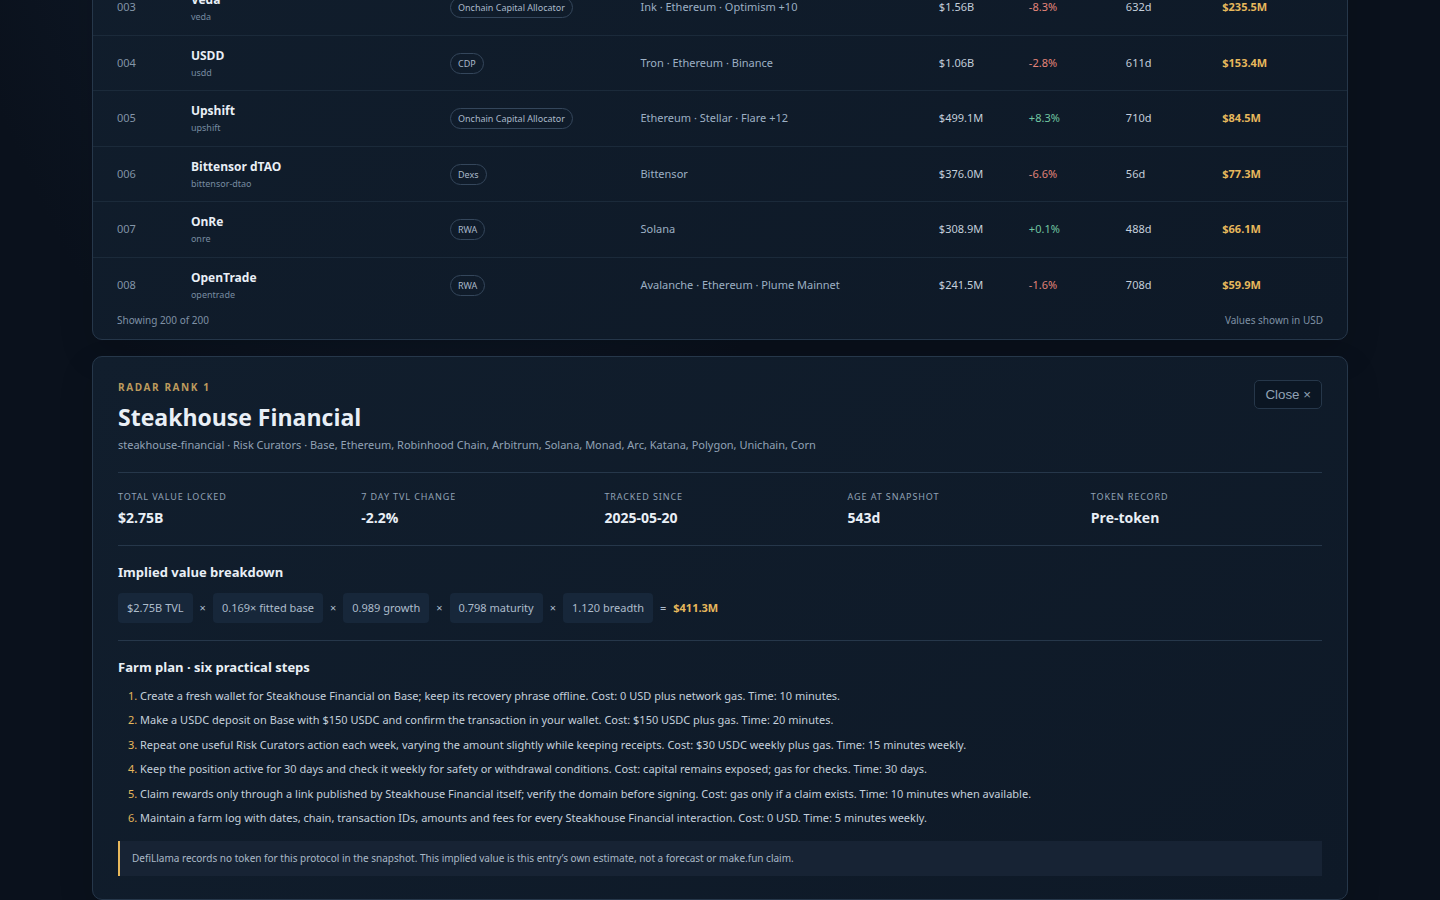 003 Veda Onchain Capital Allocator Ink · Ethereum · Optimism +10 $1.56B -8.3% 632d $235.5M
veda
004 USDD CDP Tron · Ethereum · Binance $1.06B -2.8% 611d $153.4M
usdd
005 Upshift Onchain Capital Allocator Ethereum · Stellar · Flare +12 $499.1M +8.3% 710d $84.5M
upshift
006 Bittensor dTAO Dexs Bittensor $376.0M -6.6% 56d $77.3M
bittensor-dtao
007 OnRe RWA Solana $308.9M +0.1% 488d $66.1M
onre
008 OpenTrade RWA Avalanche · Ethereum · Plume Mainnet $241.5M -1.6% 708d $59.9M
opentrade
Showing 200 of 200 Values shown in USD
RADAR RANK 1
Close ×
Steakhouse Financial
steakhouse-financial · Risk Curators · Base, Ethereum, Robinhood Chain, Arbitrum, Solana, Monad, Arc, Katana, Polygon, Unichain, Corn
TOTAL VALUE LOCKED 7 DAY TVL CHANGE TRACKED SINCE AGE AT SNAPSHOT TOKEN RECORD
$2.75B -2.2% 2025-05-20 543d Pre-token
Implied value breakdown
$2.75B TVL × 0.169× fitted base × 0.989 growth × 0.798 maturity × 1.120 breadth = $411.3M
Farm plan · six practical steps
1. Create a fresh wallet for Steakhouse Financial on Base; keep its recovery phrase offline. Cost: 0 USD plus network gas. Time: 10 minutes.
2. Make a USDC deposit on Base with $150 USDC and confirm the transaction in your wallet. Cost: $150 USDC plus gas. Time: 20 minutes.
3. Repeat one useful Risk Curators action each week, varying the amount slightly while keeping receipts. Cost: $30 USDC weekly plus gas. Time: 15 minutes weekly.
4. Keep the position active for 30 days and check it weekly for safety or withdrawal conditions. Cost: capital remains exposed; gas for checks. Time: 30 days.
5. Claim rewards only through a link published by Steakhouse Financial itself; verify the domain before signing. Cost: gas only if a claim exists. Time: 10 minutes when available.
6. Maintain a farm log with dates, chain, transaction IDs, amounts and fees for every Steakhouse Financial interaction. Cost: 0 USD. Time: 5 minutes weekly.
DefiLlama records no token for this protocol in the snapshot. This implied value is this entry's own estimate, not a forecast or make.fun claim.